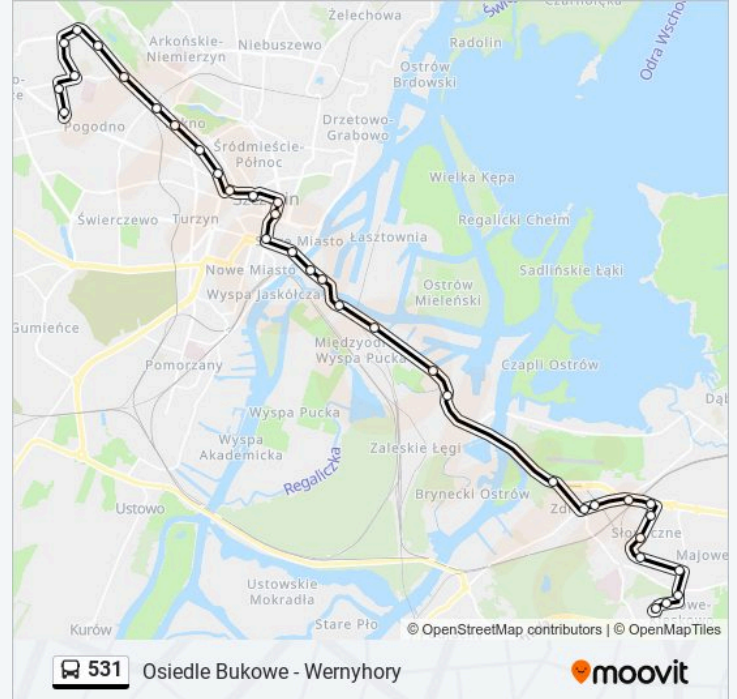 Żelechowa
Arkońskie-
Niemierzyn
Niebuszewo
Radolin
Odra Wscho
Ostrów
Brdowski
Pogodno
Drzetowo-
Grabowo
Śródmieście-
Północ
Wielka Kępa
Świerczewo
Turzyn
Łasztownia
Regalicki Chełm
Nowe Miasto
Sadlińskie Łąki
Wyspa Jaskółcza
Ostrów
Mieleński
Gumieńce
Pomorzany
Wyspa Pucka
Czapli Ostrów
Wyspa Pucka
Wyspa
Akademicka
Zaleskie Łęgi
Regaliczka
Brynecki Ostrów
Ustowo
Majowe
Ustowskie
Mokradła
Kurów
Stare Pło
© OpenStreetMap contributors | © OpenMapTiles
531 Osiedle Bukowe - Wernyhory
moovit